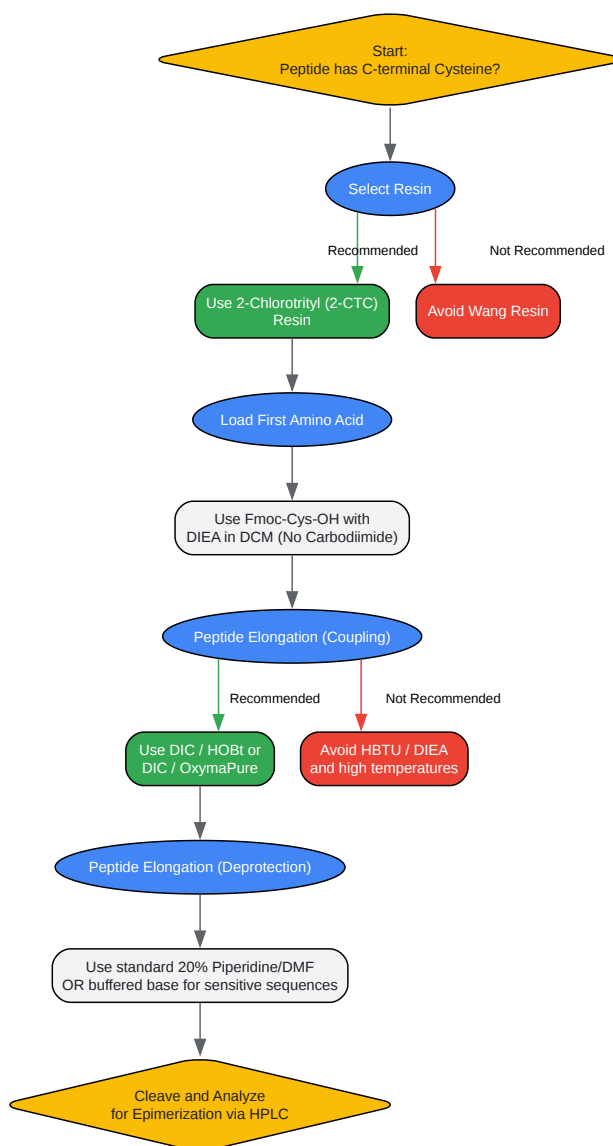 Start:
Peptide has C-terminal Cysteine?
Select Resin
Recommended
Not Recommended
Use 2-Chlorotrityl (2-CTC)
Resin
Avoid Wang Resin
Load First Amino Acid
Use Fmoc-Cys-OH with
DIEA in DCM (No Carbodiimide)
Peptide Elongation (Coupling)
Recommended
Not Recommended
Use DIC / HOBt or
DIC / OxymaPure
Avoid HBTU / DIEA
and high temperatures
Peptide Elongation (Deprotection)
Use standard 20% Piperidine/DMF
OR buffered base for sensitive sequences
Cleave and Analyze
for Epimerization via HPLC